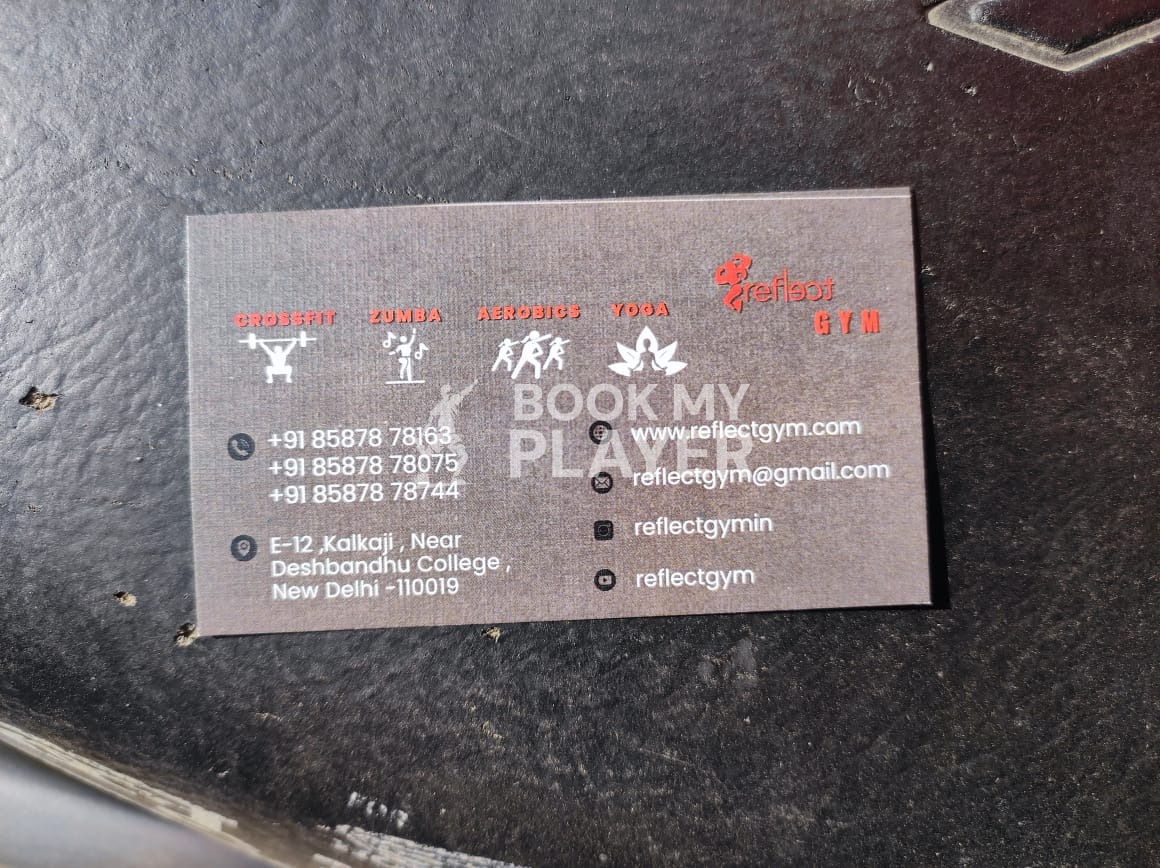 reflect
GYM
CROSSFIT ZUMBA AEROBICS YOGA
+91 85878 78163
+91 85878 78075
+91 85878 78744
E-12 ,Kalkaji , Near
Deshbandhu College ,
New Delhi -110019
www.reflectgym.com
reflectgym@gmail.com
reflectgymin
reflectgym
BOOK MY
PLAYER